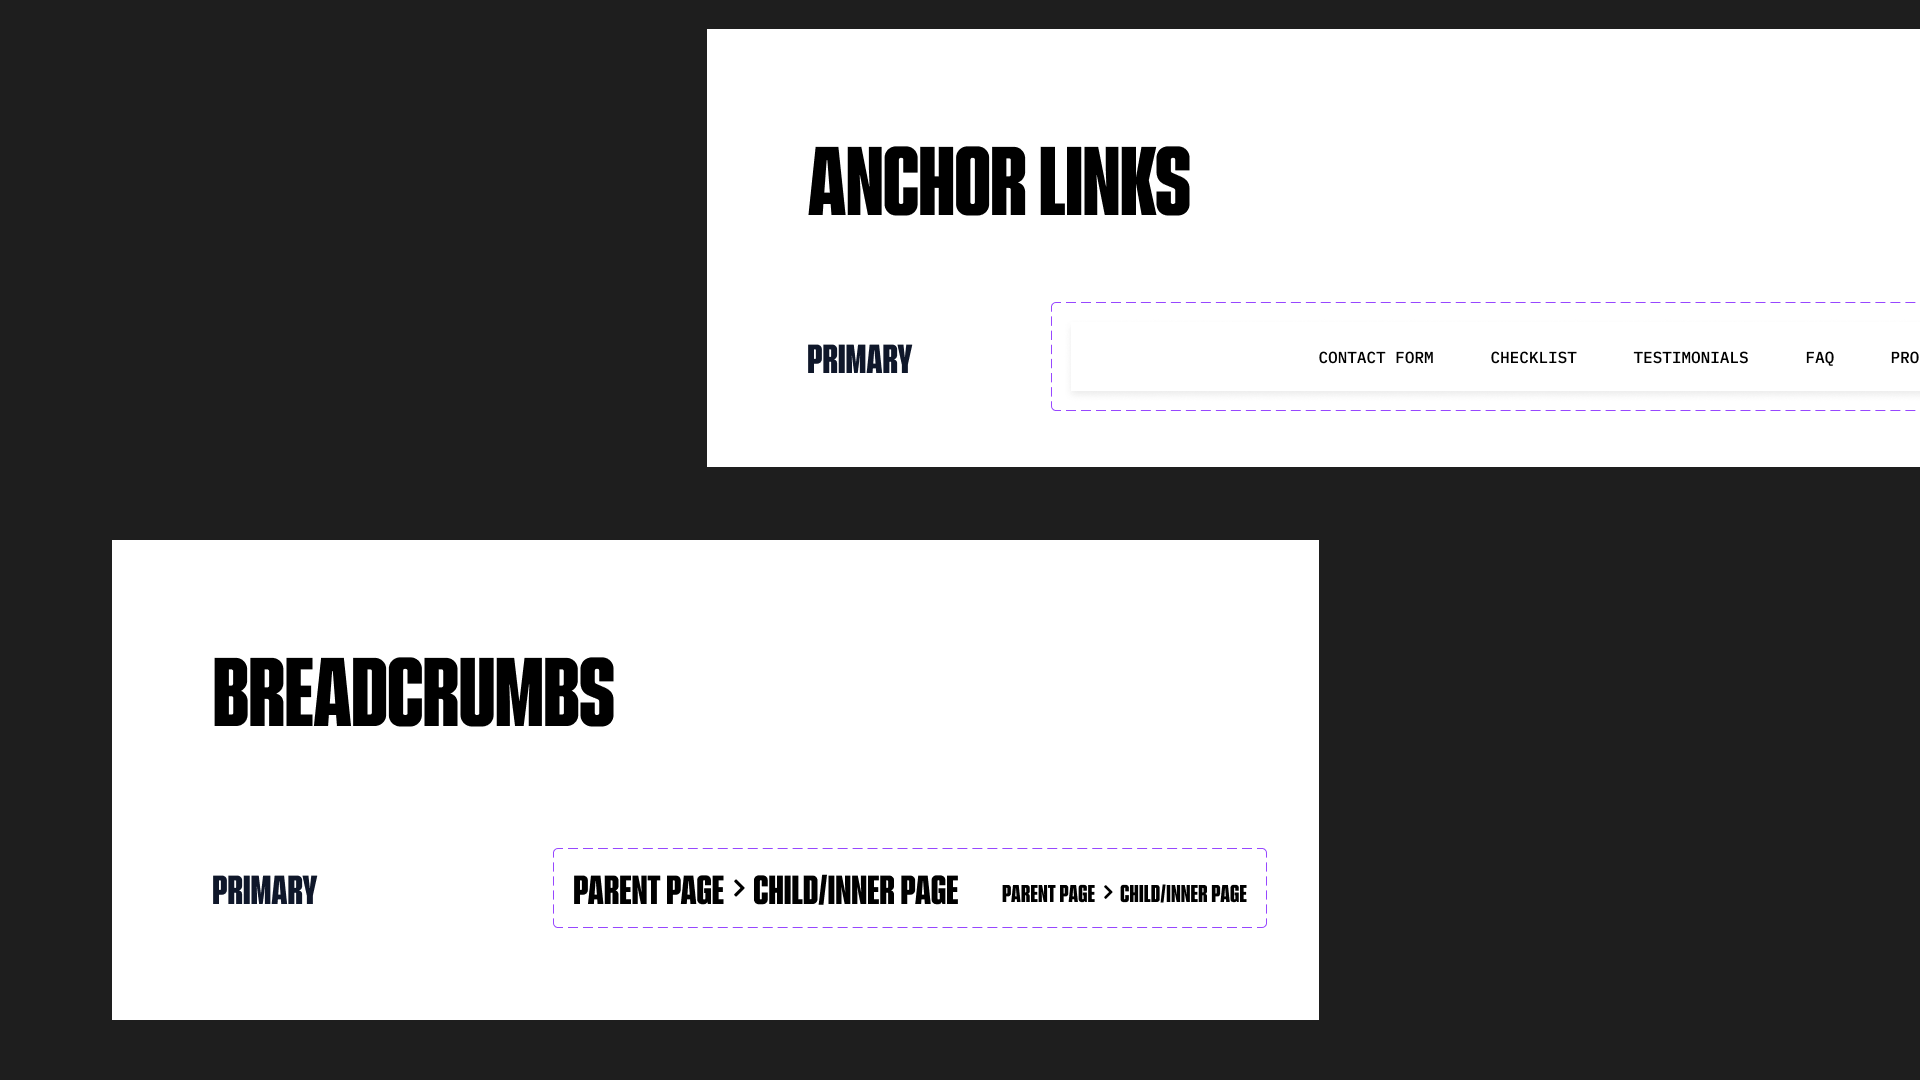 ANCHOR LINKS
PRIMARY
CONTACT FORM CHECKLIST TESTIMONIALS FAQ PRO
BREADCRUMBS
PRIMARY
PARENT PAGE > CHILD/INNER PAGE PARENT PAGE > CHILD/INNER PAGE